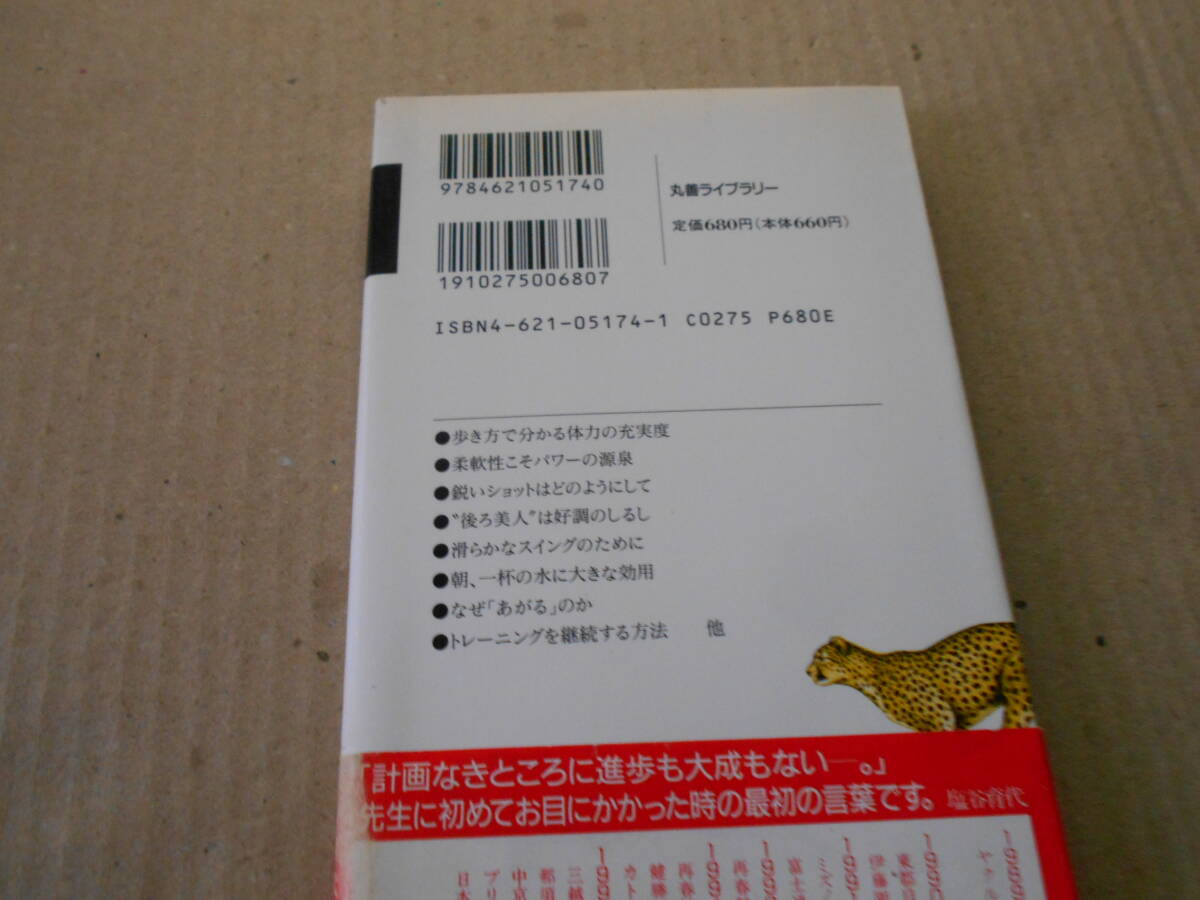 9784621051740
丸善ライブラリー
定価680円(本体660円)
1910275006807
ISBN4-621-05174-1 C0275 P680E
●歩き方で分かる体力の充実度
●柔軟性こそパワーの源泉
●鋭いショットはどのようにして
●“後ろ美人”は好調のしるし
●滑らかなスイングのために
●朝、一杯の水に大きな効用
●なぜ「あがる」のか
●トレーニングを継続する方法 他
「計画なきところに進歩も大成もない―。」
先生に初めてお目にかかった時の最初の言葉です。塩谷育代